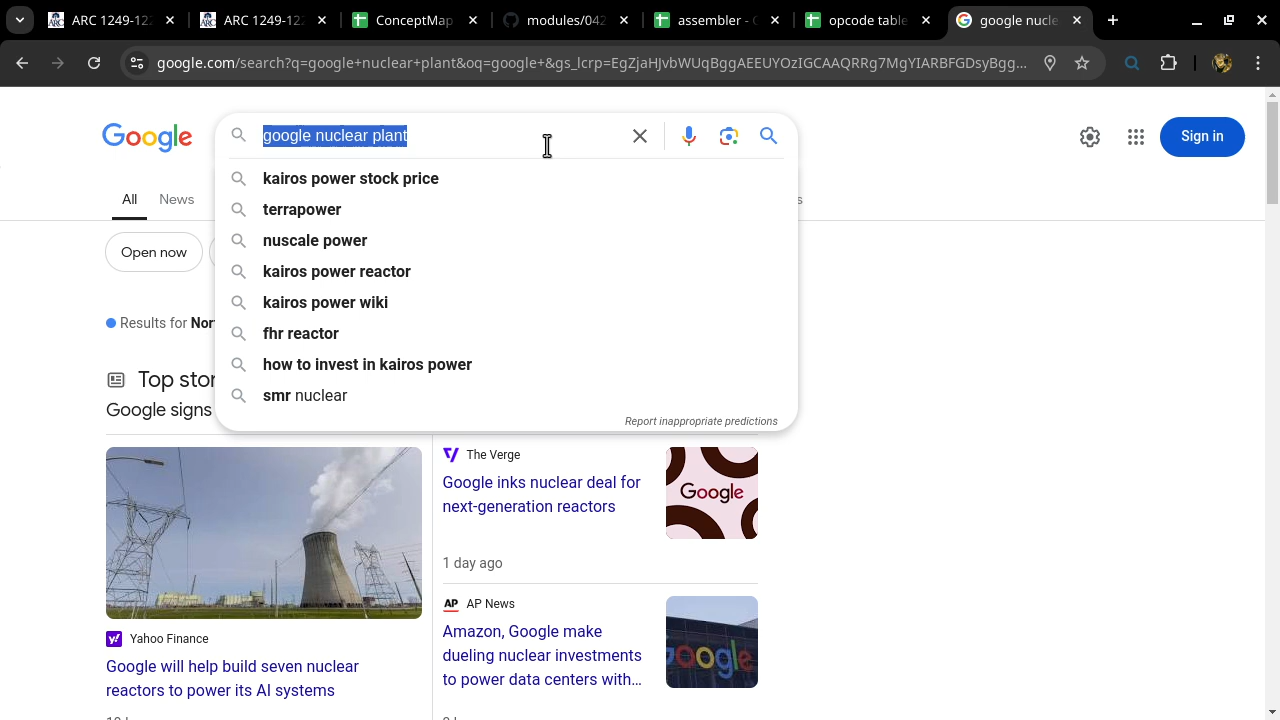 ARC 1249-122
ARC 1249-122
ConceptMap
modules/042
assembler - G
opcode table
google nucle
google.com/search?q=google+nuclear+plant&oq=google+&gs_lcrp=EgZjaHJvbWUqBggAEEUYOzIGCAAQRRg7MgYIARBFGDsyBgg...
Google
google nuclear plant
Sign in
kairos power stock price
terrapower
nuscale power
kairos power reactor
kairos power wiki
fhr reactor
how to invest in kairos power
smr nuclear
Report inappropriate predictions
All
News
s
Open now
Results for Nor
Top stor
Google signs
Yahoo Finance
Google will help build seven nuclear
reactors to power its AI systems
The Verge
Google inks nuclear deal for
next-generation reactors
1 day ago
Google
AP
AP News
Amazon, Google make
dueling nuclear investments
to power data centers with...
Google